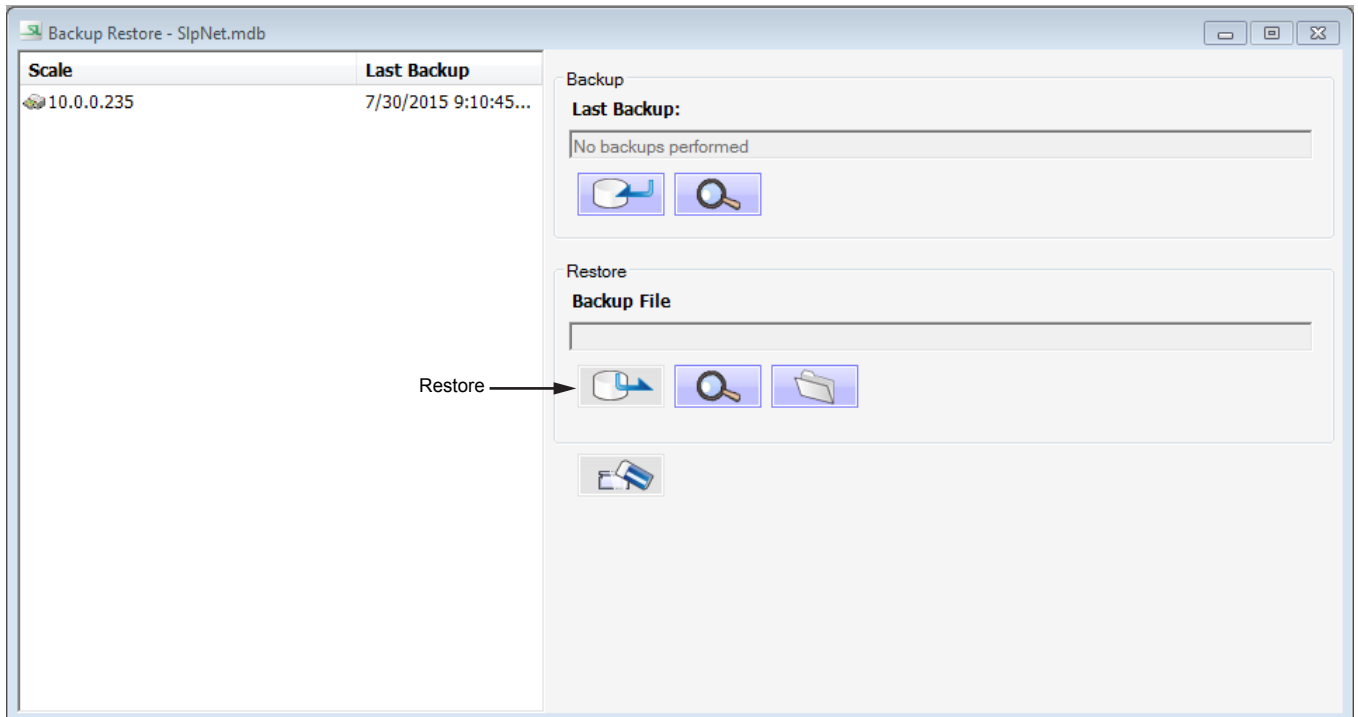 Backup Restore - SlpNet.mdb
Scale Last Backup
10.0.0.235 7/30/2015 9:10:45...
Backup
Last Backup:
No backups performed
Restore
Backup File
Restore